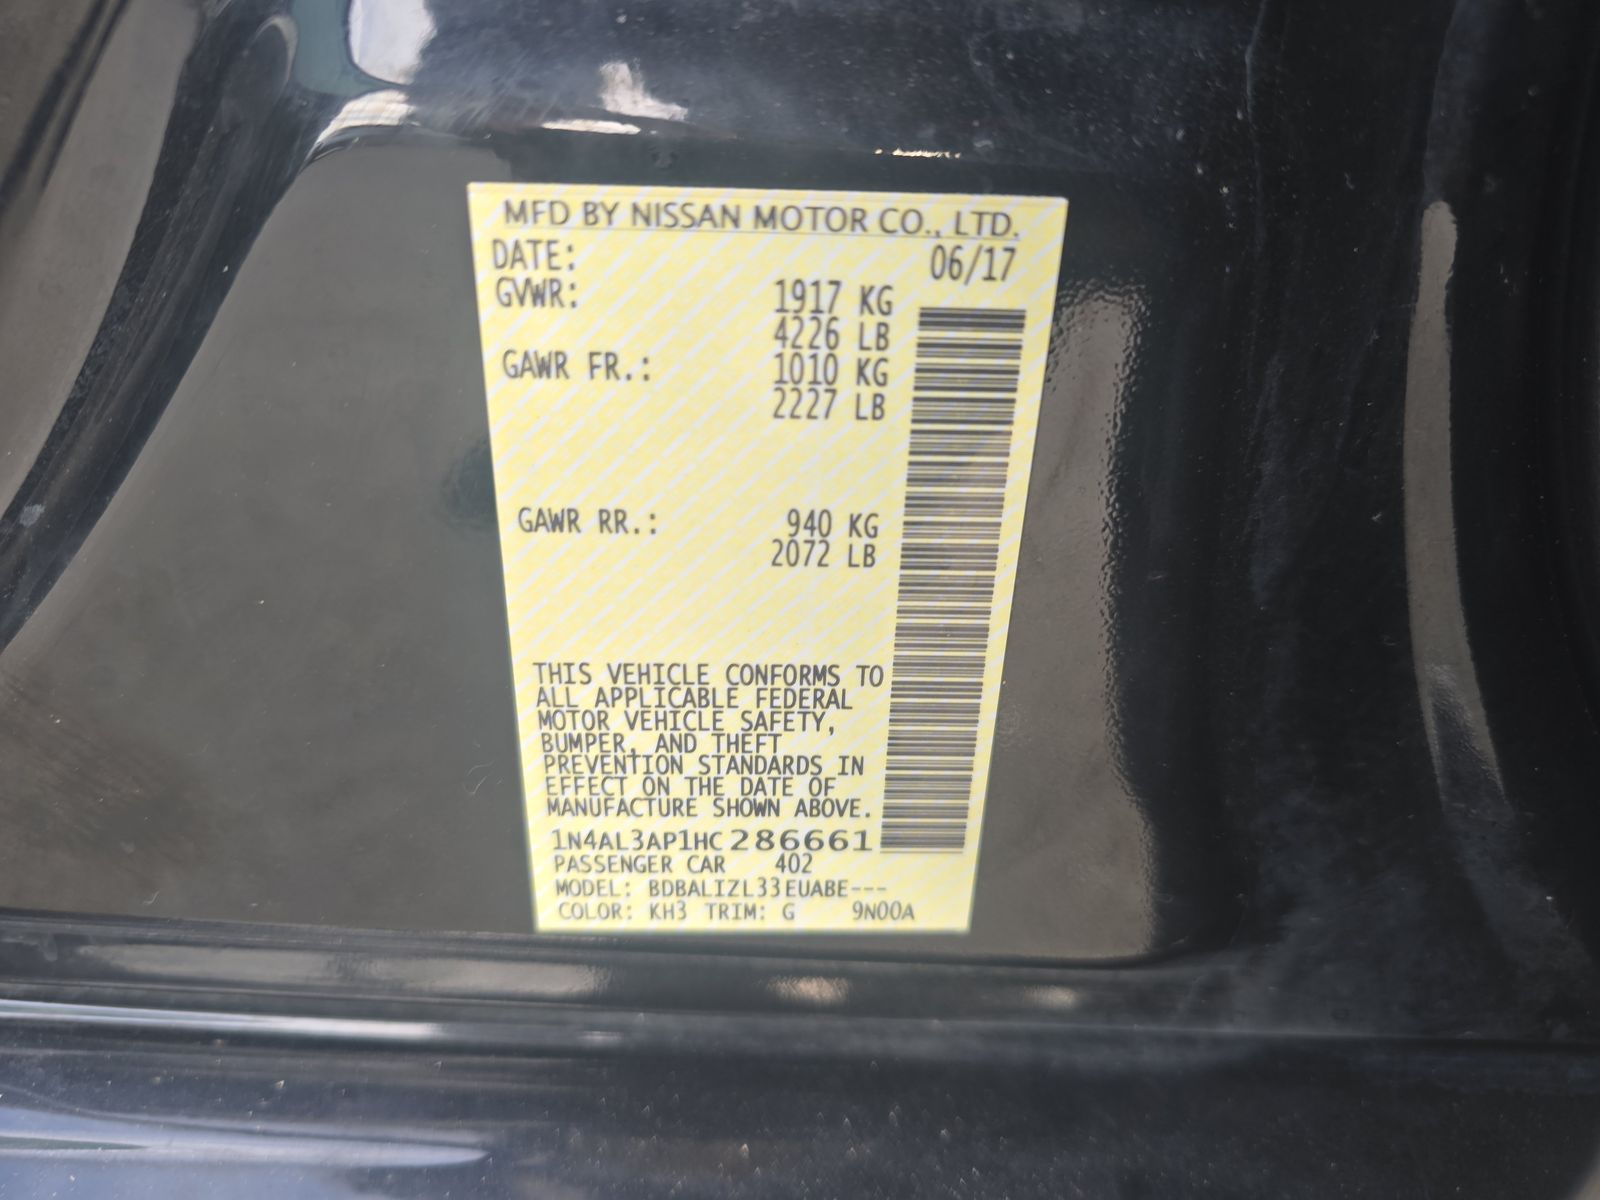 MFD BY NISSAN MOTOR CO., LTD.
DATE: 06/17
GVWR: 1917 KG
4226 LB
GAWR FR.: 1010 KG
2227 LB
GAWR RR.: 940 KG
2072 LB
THIS VEHICLE CONFORMS TO
ALL APPLICABLE FEDERAL
MOTOR VEHICLE SAFETY,
BUMPER, AND THEFT
PREVENTION STANDARDS IN
EFFECT ON THE DATE OF
MANUFACTURE SHOWN ABOVE.
1N4AL3AP1HC286661
PASSENGER CAR 402
MODEL: BDBALIZL33EUABE---
COLOR: KH3 TRIM: G 9N00A